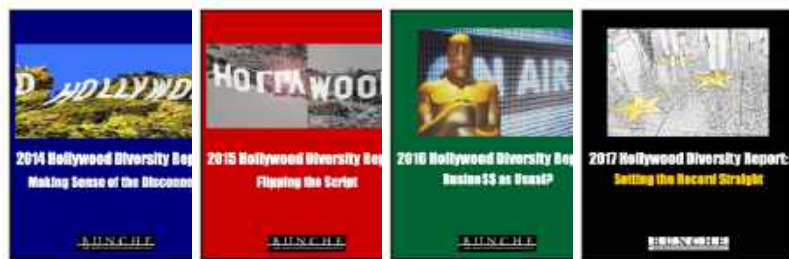 D HOLLYWO
2014 Hollywood Diversity Rep
Making Sense of the Disconne
BUNCHE
HOLLYWOO
2015 Hollywood Diversity Rep
Flipping the Script
BUNCHE
ON AIR
2016 Hollywood Diversity Rep
Busine$$ as Usual?
BUNCHE
2017 Hollywood Diversity Report:
Setting the Record Straight
BUNCHE